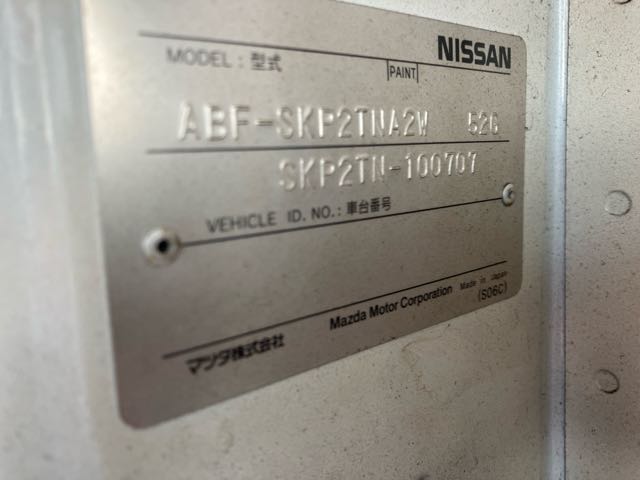 NISSAN
MODEL : 型式
PAINT
ABF-SKP2TNA2W 52G
SKP2TN-100707
VEHICLE ID. NO. : 車台番号
マツダ株式会社 Mazda Motor Corporation Made in Japan
(S06C)